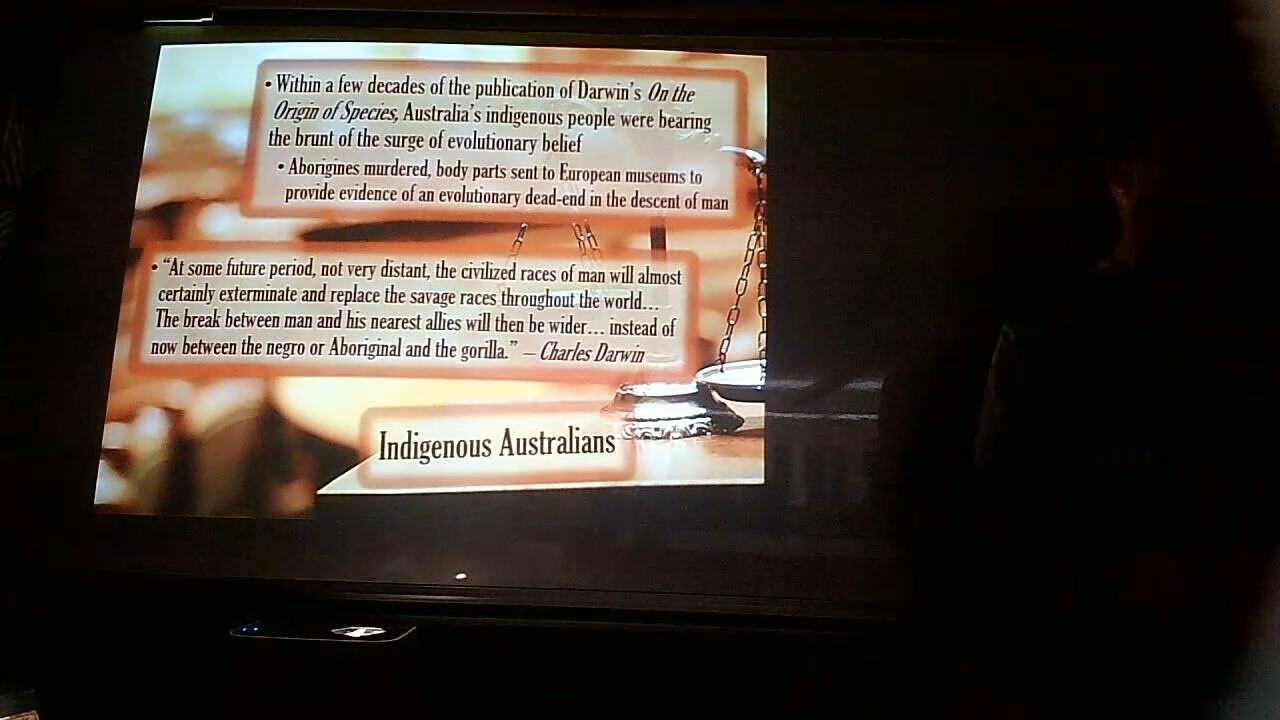 • Within a few decades of the publication of Darwin's On the
Origin of Species, Australia's indigenous people were bearing
the brunt of the surge of evolutionary belief
• Aborigines murdered, body parts sent to European museums to
provide evidence of an evolutionary dead-end in the descent of man
• “At some future period, not very distant, the civilized races of man will almost
certainly exterminate and replace the savage races throughout the world…
The break between man and his nearest allies will then be wider… instead of
now between the negro or Aboriginal and the gorilla.” – Charles Darwin
Indigenous Australians